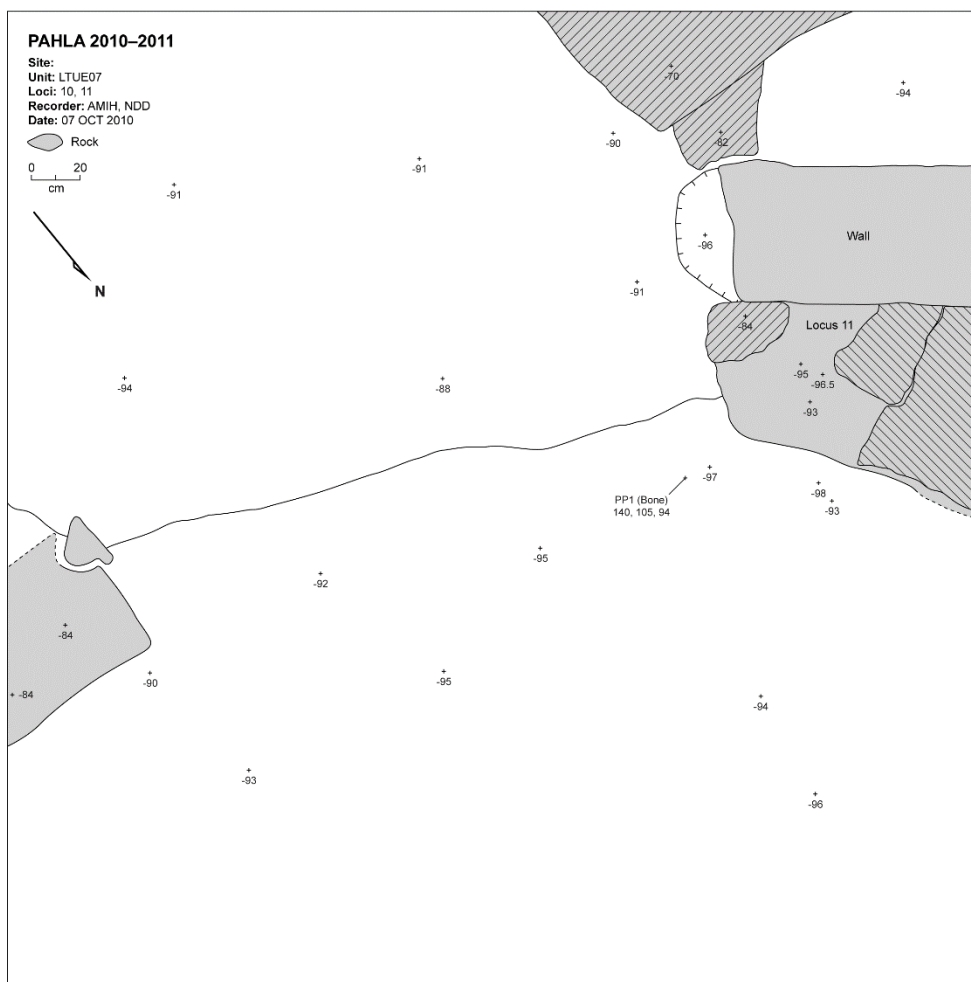 PAHLA 2010–2011
Site:
Unit: LTUE07
Loci: 10, 11
Recorder: AMIH, NDD
Date: 07 OCT 2010
Rock
0 20
cm
N
-70
-94
-82
-90
-91
-91
-96
Wall
-91
-84
Locus 11
-95
-96.5
-94
-88
-93
-97
PP1 (Bone)
140, 105, 94
-98
-93
-95
-92
-84
-84
-90
-95
-94
-93
-96